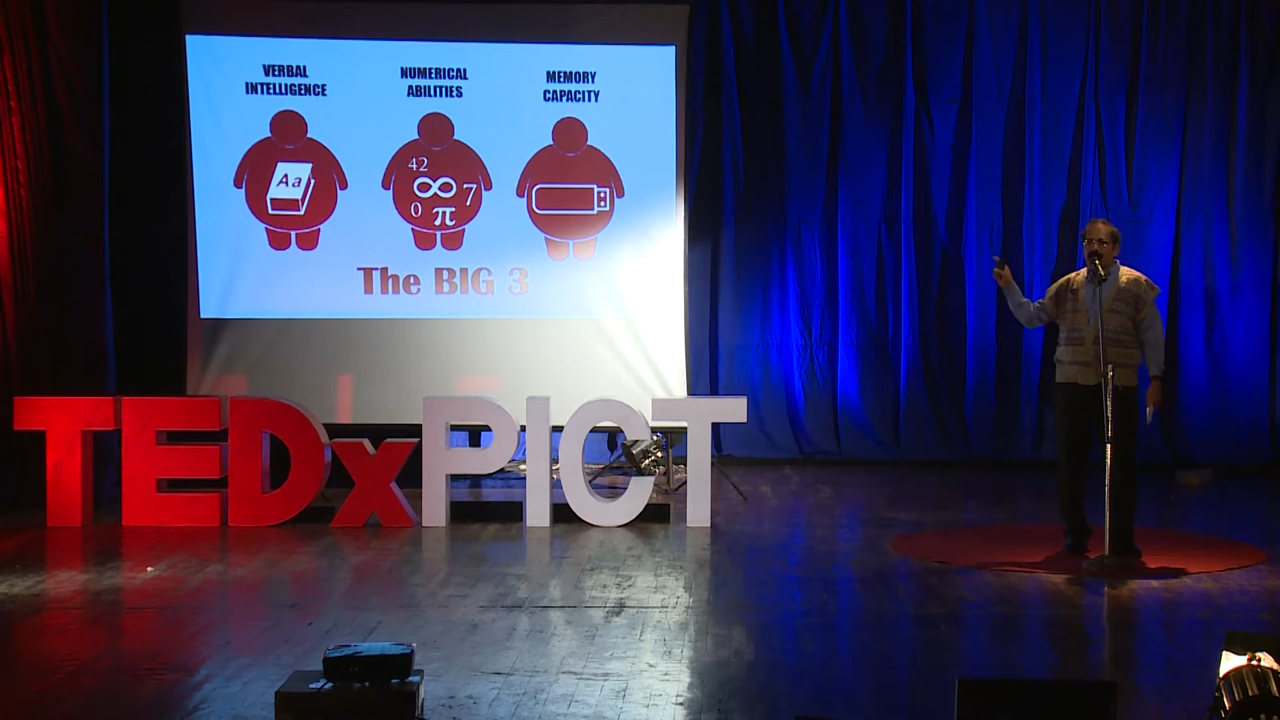 VERBAL
INTELLIGENCE
NUMERICAL
ABILITIES
MEMORY
CAPACITY
Aa
42
∞ 7
0 π
The BIG 3
TEDxPICT